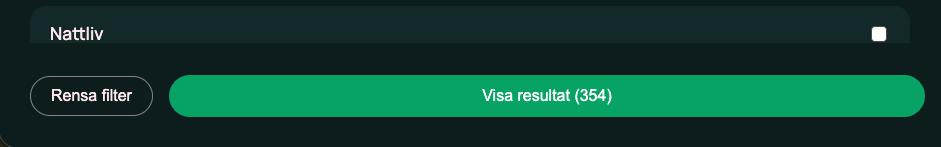 Nattliv
Rensa filter
Visa resultat (354)